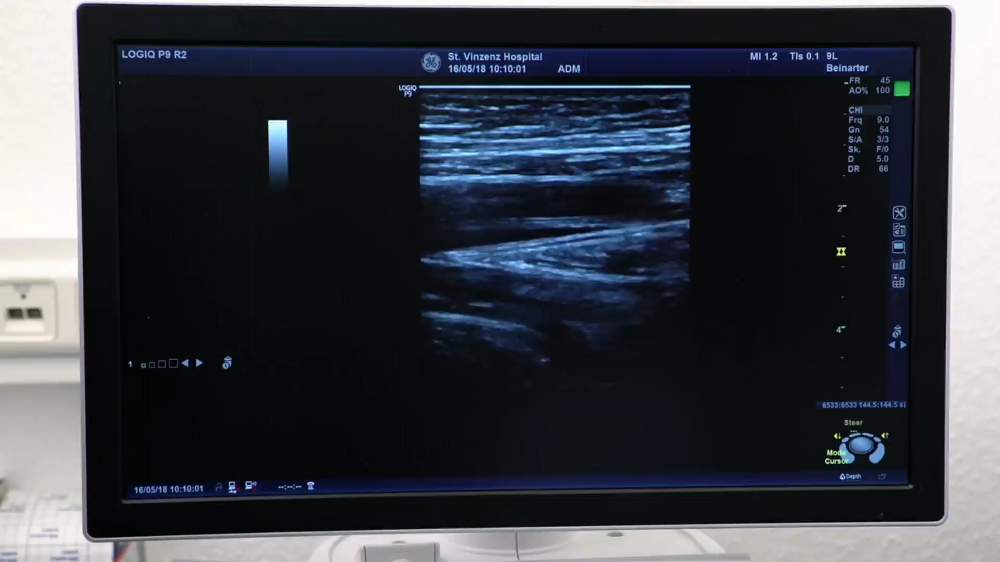 LOGIQ P9 R2
St. Vinzenz Hospital
16/05/18 10:10:01 ADM
MI 1.2 TIs 0.1 9L
Beinarter
LOGIQ
P9
FR 45
AO% 100
CHI
Frq 9.0
Gn 54
S/A 3/3
Sk. F/0
D 5.0
DR 66
2
4
1
6533:6533 144.5:144.5 s)
Steer
Mode
Cursor
Depth
16/05/18 10:10:01
--:--:--